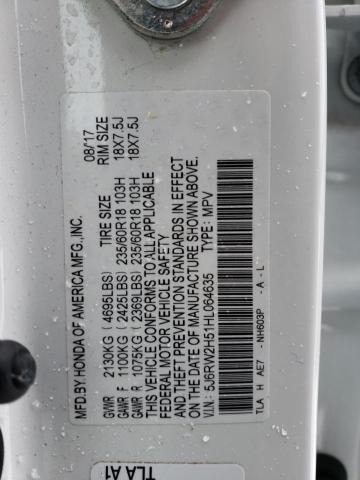 MFD.BY HONDA OF AMERICA MFG.,INC. 08/17
TIRE SIZE RIM SIZE
GVWR 2130KG (4695LBS)
GAWR F 1100KG (2425LBS) 235/60R18 103H 18X7.5J
GAWR R 1075KG (2369LBS) 235/60R18 103H 18X7.5J
THIS VEHICLE CONFORMS TO ALL APPLICABLE
FEDERAL MOTOR VEHICLE SAFETY AND
THEFT PREVENTION STANDARDS IN EFFECT
ON THE DATE OF MANUFACTURE SHOWN ABOVE.
V.I.N.: 5J6RW2H51HL064635 TYPE: MPV
TLA H AE7 - NH603P - A - L
TLA A1